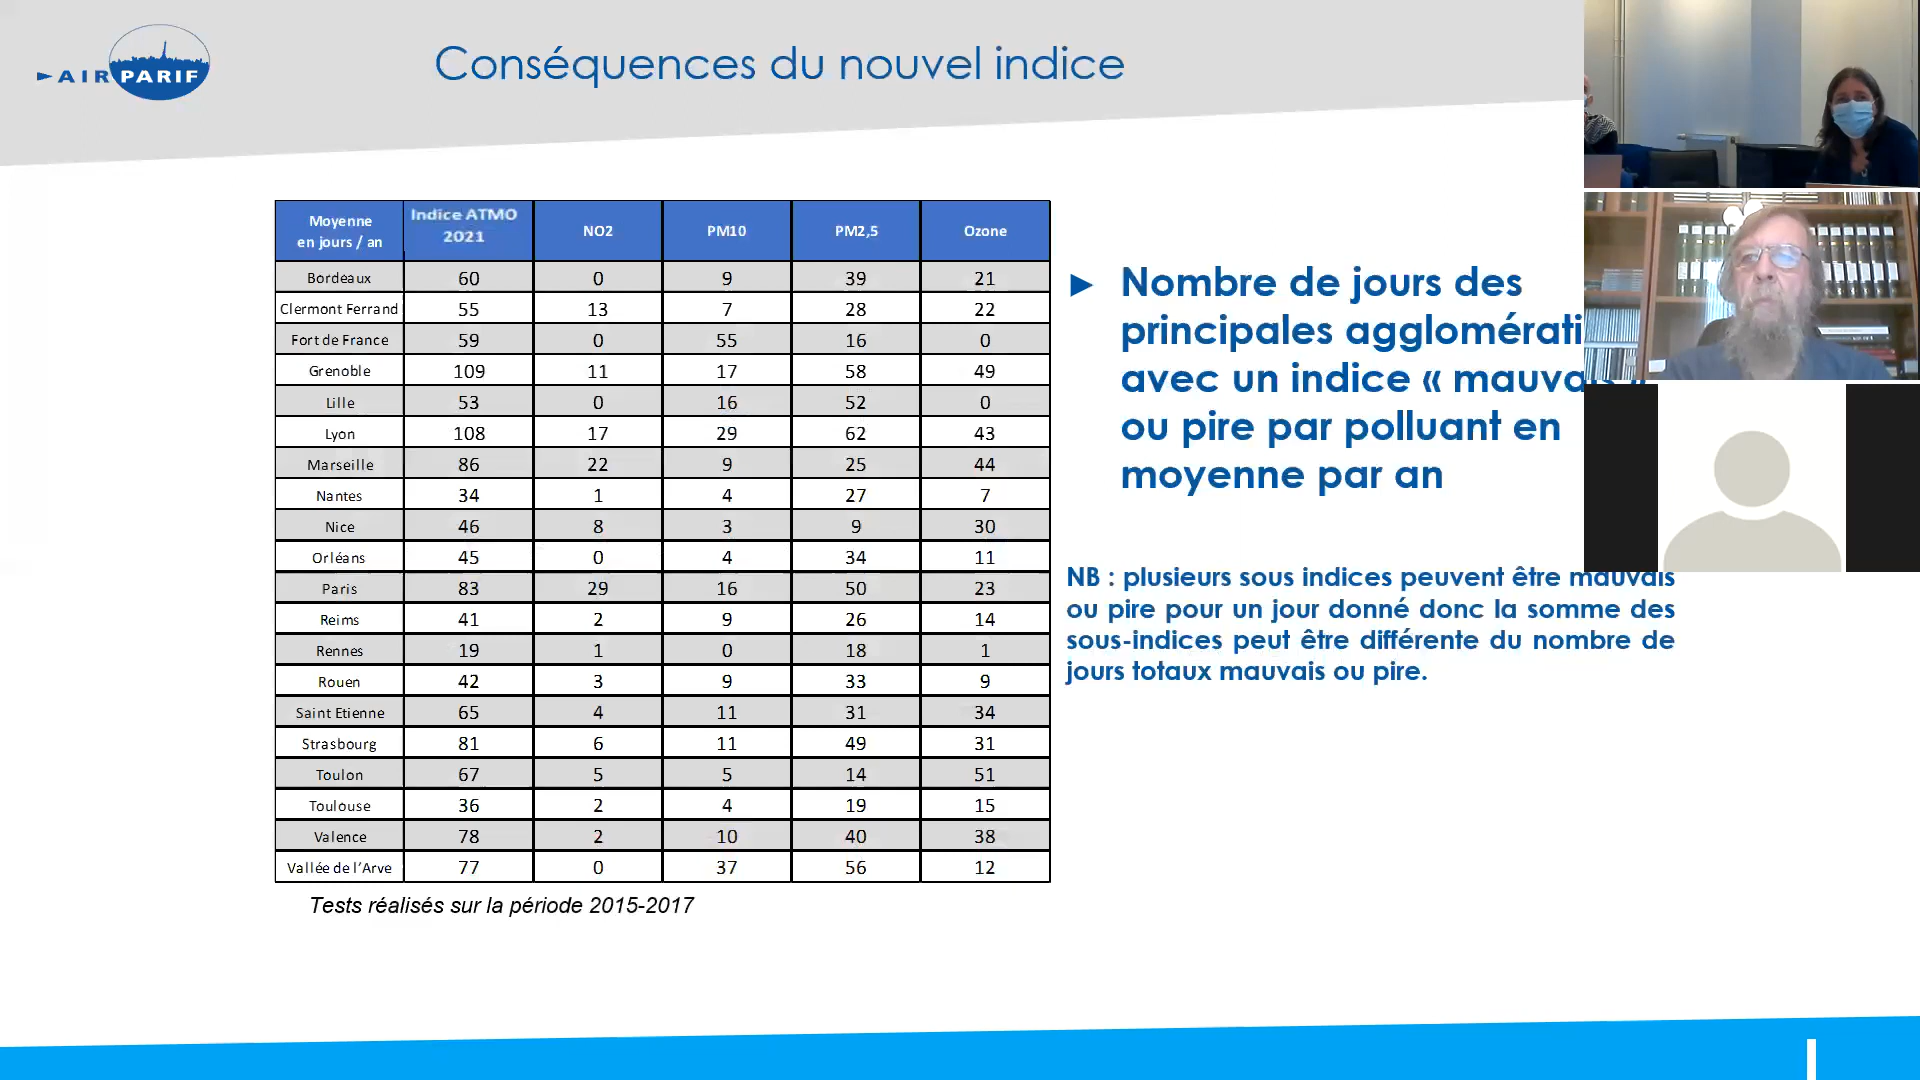 AIRPARIF
Conséquences du nouvel indice
Moyenne en jours / an Indice ATMO 2021 NO2 PM10 PM2,5 Ozone
Bordeaux 60 0 9 39 21
Clermont Ferrand 55 13 7 28 22
Fort de France 59 0 55 16 0
Grenoble 109 11 17 58 49
Lille 53 0 16 52 0
Lyon 108 17 29 62 43
Marseille 86 22 9 25 44
Nantes 34 1 4 27 7
Nice 46 8 3 9 30
Orléans 45 0 4 34 11
Paris 83 29 16 50 23
Reims 41 2 9 26 14
Rennes 19 1 0 18 1
Rouen 42 3 9 33 9
Saint Etienne 65 4 11 31 34
Strasbourg 81 6 11 49 31
Toulon 67 5 5 14 51
Toulouse 36 2 4 19 15
Valence 78 2 10 40 38
Vallée de l'Arve 77 0 37 56 12
Tests réalisés sur la période 2015-2017
► Nombre de jours des
principales agglomérati
avec un indice « mauvais »
ou pire par polluant en
moyenne par an
NB : plusieurs sous indices peuvent être mauvais
ou pire pour un jour donné donc la somme des
sous-indices peut être différente du nombre de
jours totaux mauvais ou pire.